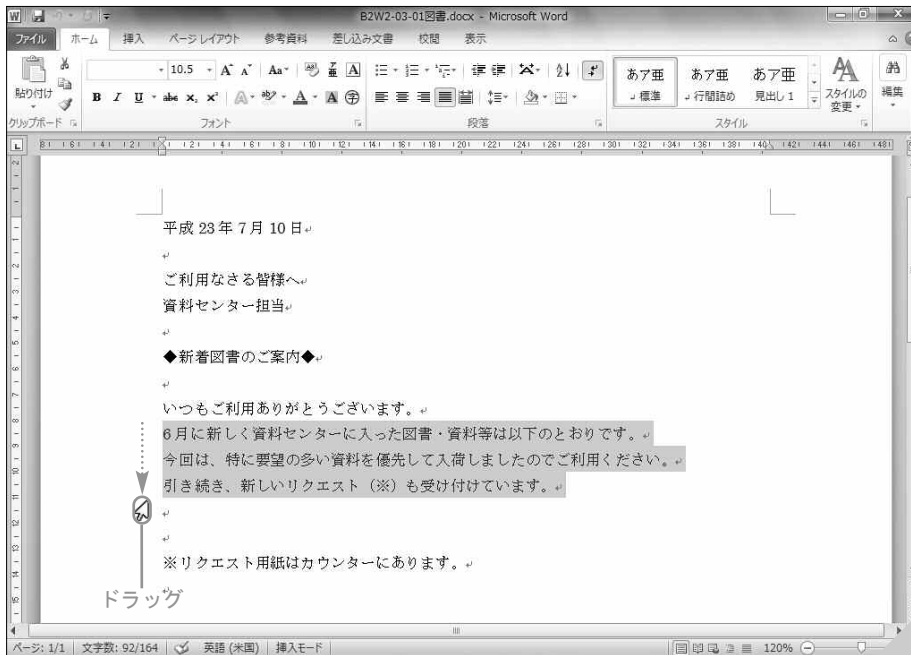 B2W2-03-01図書.docx - Microsoft Word
ファイル ホーム 挿入 ページ レイアウト 参考資料 差し込み文書 校閲 表示
10.5
あア亜 あア亜 あア亜
標準 行間詰め 見出し 1
貼り付け スタイルの変更 編集
クリップボード フォント 段落 スタイル
平成 23 年 7 月 10 日
ご利用なさる皆様へ
資料センター担当
◆新着図書のご案内◆
いつもご利用ありがとうございます。
6 月に新しく資料センターに入った図書・資料等は以下のとおりです。
今回は、特に要望の多い資料を優先して入荷しましたのでご利用ください。
引き続き、新しいリクエスト（※）も受け付けています。
※リクエスト用紙はカウンターにあります。
ドラッグ
ページ: 1/1 文字数: 92/164 英語 (米国) 挿入モード 120%